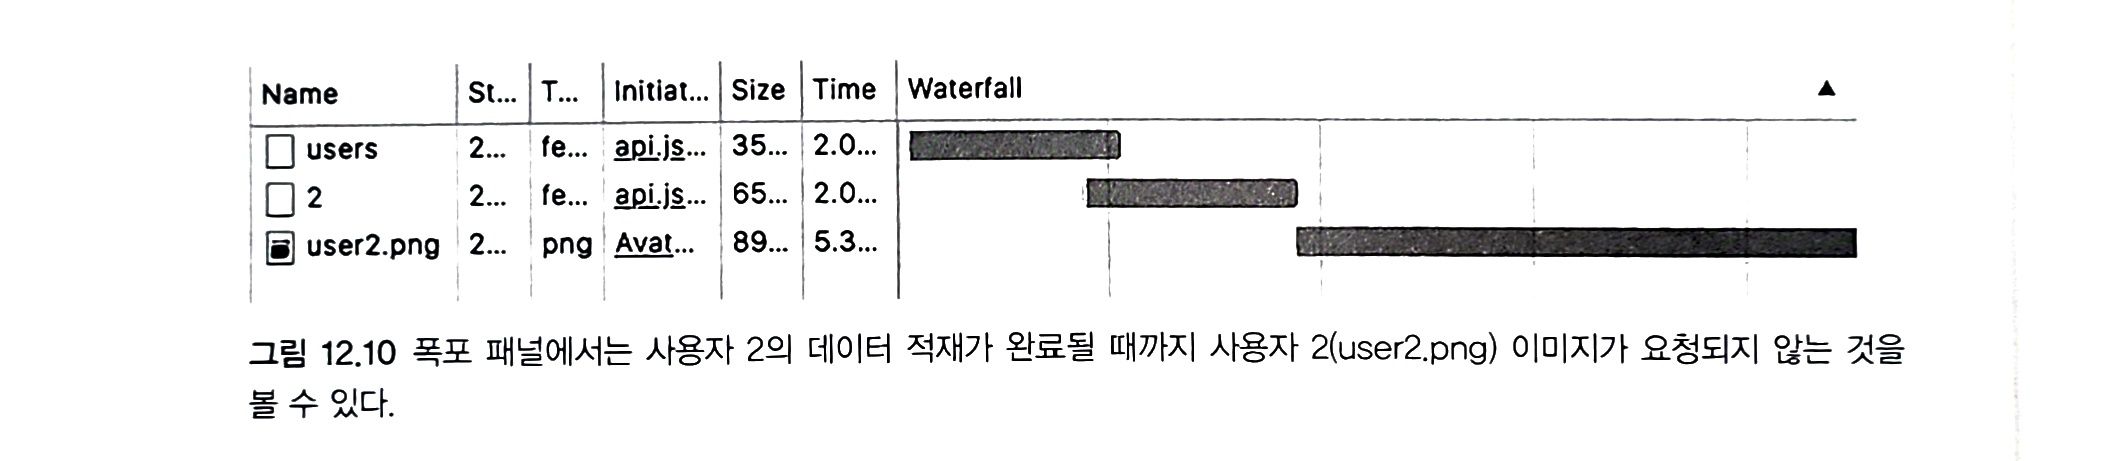 Name St... T... Initiat... Size Time Waterfall ▲
users 2... fe... api.js... 35... 2.0...
2 2... fe... api.js... 65... 2.0...
user2.png 2... png Avat... 89... 5.3...
그림 12.10 폭포 패널에서는 사용자 2의 데이터 적재가 완료될 때까지 사용자 2(user2.png) 이미지가 요청되지 않는 것을
볼 수 있다.